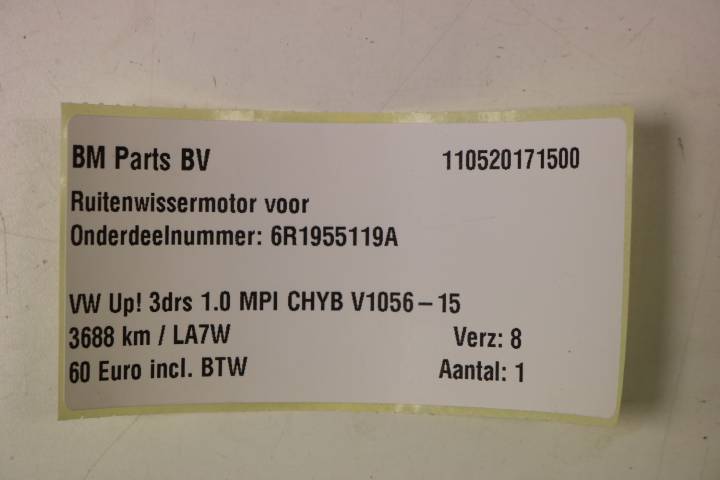 BM Parts BV 110520171500
Ruitenwissermotor voor
Onderdeelnummer: 6R1955119A
VW Up! 3drs 1.0 MPI CHYB V1056 – 15
3688 km / LA7W Verz: 8
60 Euro incl. BTW Aantal: 1